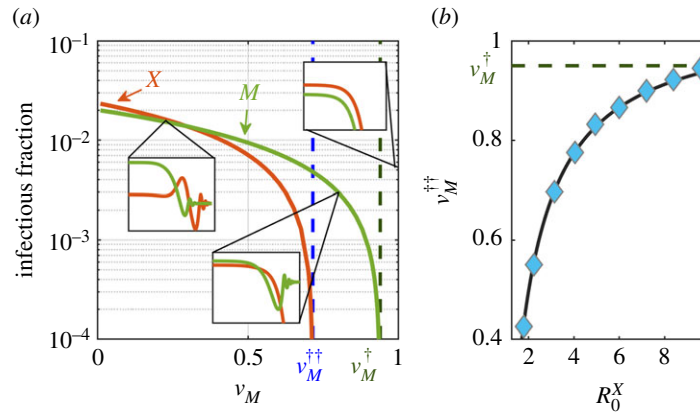 (a)
10⁻¹
10⁻²
10⁻³
10⁻⁴
infectious fraction
X
M
0
0.5
1
v_M^††
v_M^†
v_M
(b)
v_M^†
1
0.8
0.6
0.4
v_M^††
2
4
6
8
R_0^X